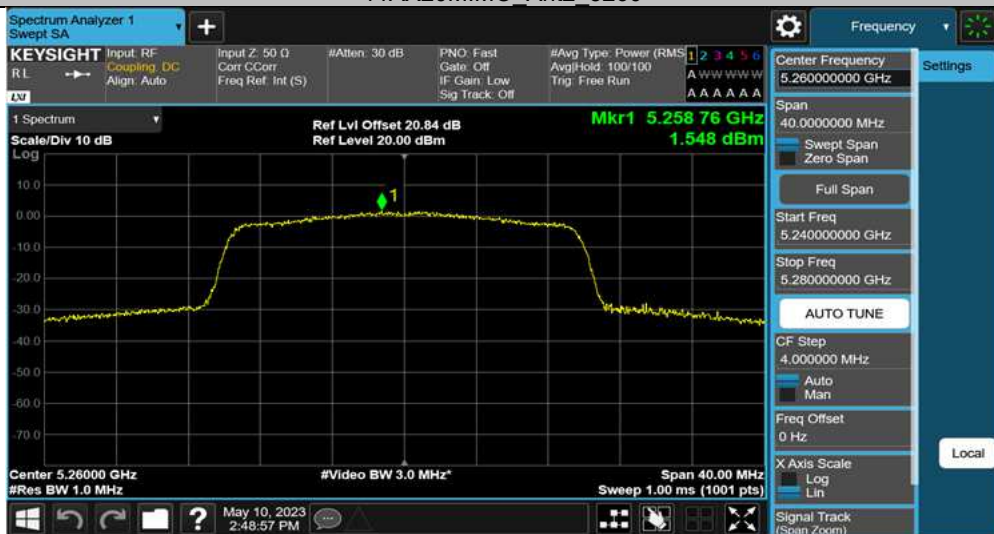 Spectrum Analyzer 1
Swept SA
+
Frequency
KEYSIGHT
RL
LXI
Input: RF
Coupling: DC
Align: Auto
Input Z: 50 Ω
Corr CCorr
Freq Ref: Int (S)
#Atten: 30 dB
PNO: Fast
Gate: Off
IF Gain: Low
Sig Track: Off
#Avg Type: Power (RMS
Avg|Hold: 100/100
Trig: Free Run
1 2 3 4 5 6
A W W W W W
A A A A A A
1 Spectrum
Scale/Div 10 dB
Log
Ref Lvl Offset 20.84 dB
Ref Level 20.00 dBm
Mkr1 5.258 76 GHz
1.548 dBm
1
10.0
0.00
-10.0
-20.0
-30.0
-40.0
-50.0
-60.0
-70.0
Center 5.26000 GHz
#Res BW 1.0 MHz
#Video BW 3.0 MHz*
Span 40.00 MHz
Sweep 1.00 ms (1001 pts)
Center Frequency
5.260000000 GHz
Span
40.0000000 MHz
Swept Span
Zero Span
Full Span
Start Freq
5.240000000 GHz
Stop Freq
5.280000000 GHz
AUTO TUNE
CF Step
4.000000 MHz
Auto
Man
Freq Offset
0 Hz
X Axis Scale
Log
Lin
Signal Track
(Span Zoom)
Settings
Local
?
May 10, 2023
2:48:57 PM